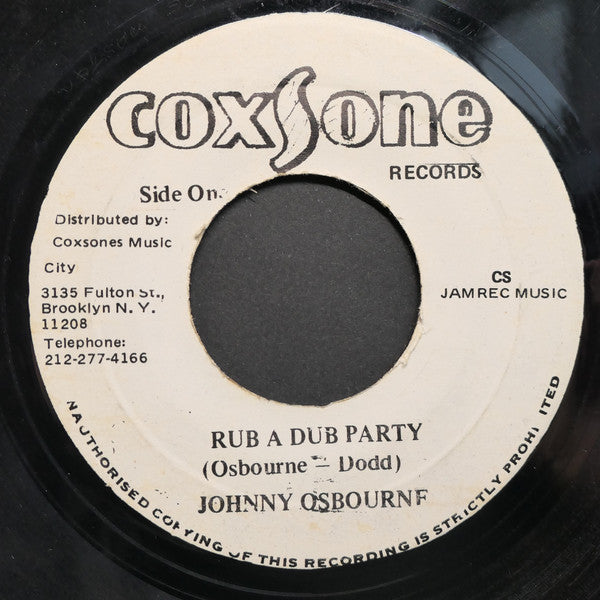 coxsone
RECORDS
Side On
Distributed by:
Coxsones Music
City
3135 Fulton St.,
Brooklyn N. Y.
11208
Telephone:
212-277-4166
CS
JAMREC MUSIC
RUB A DUB PARTY
(Osbourne – Dodd)
JOHNNY OSBOURNE
NAUTHORISED COPYING OF THIS RECORDING IS STRICTLY PROHI ITED